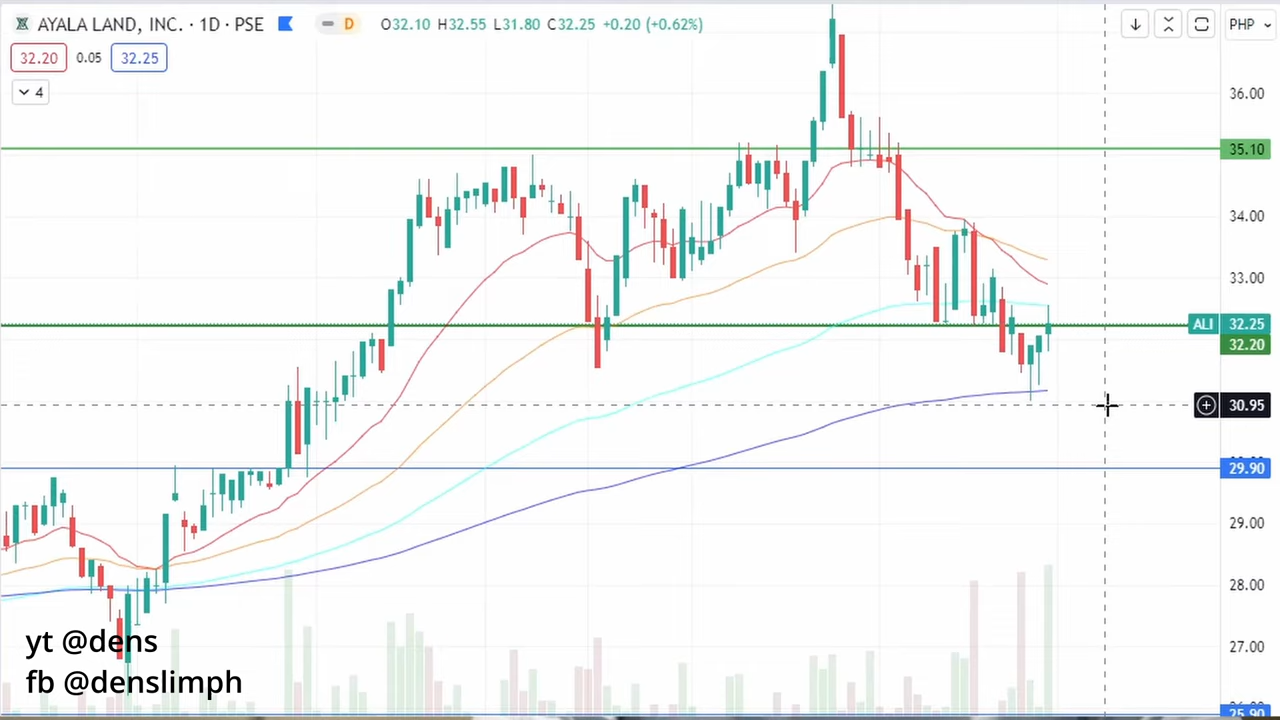 AYALA LAND, INC. · 1D · PSE D O32.10 H32.55 L31.80 C32.25 +0.20 (+0.62%) PHP
32.20 0.05 32.25
4
36.00
35.10
34.00
33.00
ALI 32.25
32.20
30.95
29.90
29.00
28.00
27.00
25.90
yt @dens
fb @denslimph